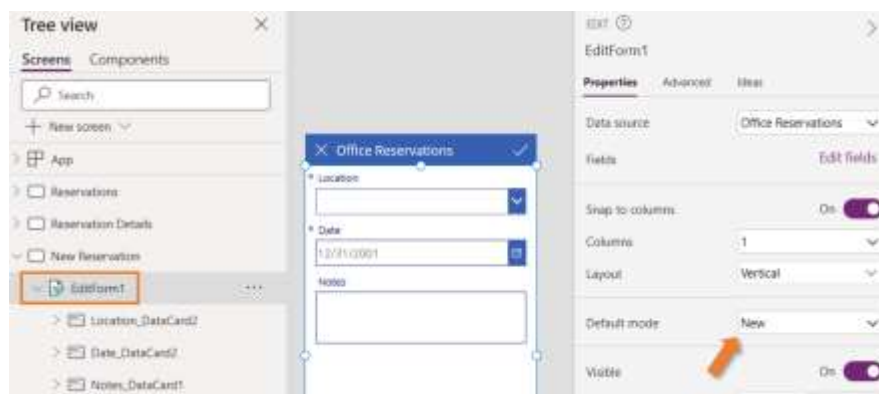 Tree view
Screens Components
Search
New screen
App
Reservations
Reservation Details
New Reservation
EditForm1
Location_DataCard2
Date_DataCard2
Notes_DataCard1
Office Reservations
* Location
* Date
12/31/2001
Notes
EDIT
EditForm1
Properties Advanced Ideas
Data source Office Reservations
Fields Edit fields
Snap to columns On
Columns 1
Layout Vertical
Default mode New
Visible On